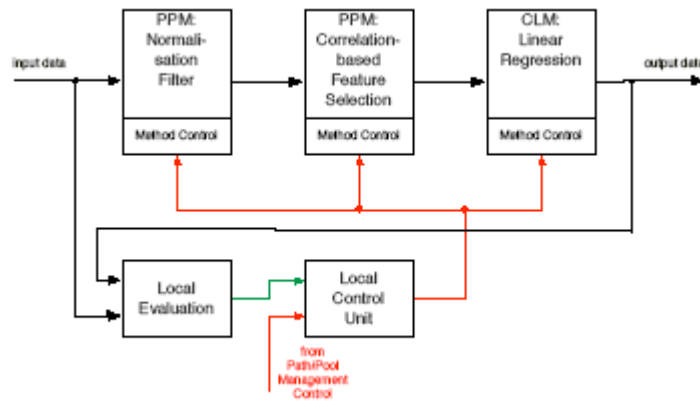 PPM:
Normali-
sation
Filter
PPM:
Correlation-
based
Feature
Selection
CLM:
Linear
Regression
input data
output data
Method Control
Method Control
Method Control
Local
Evaluation
Local
Control
Unit
from
Path/Pool
Management
Control